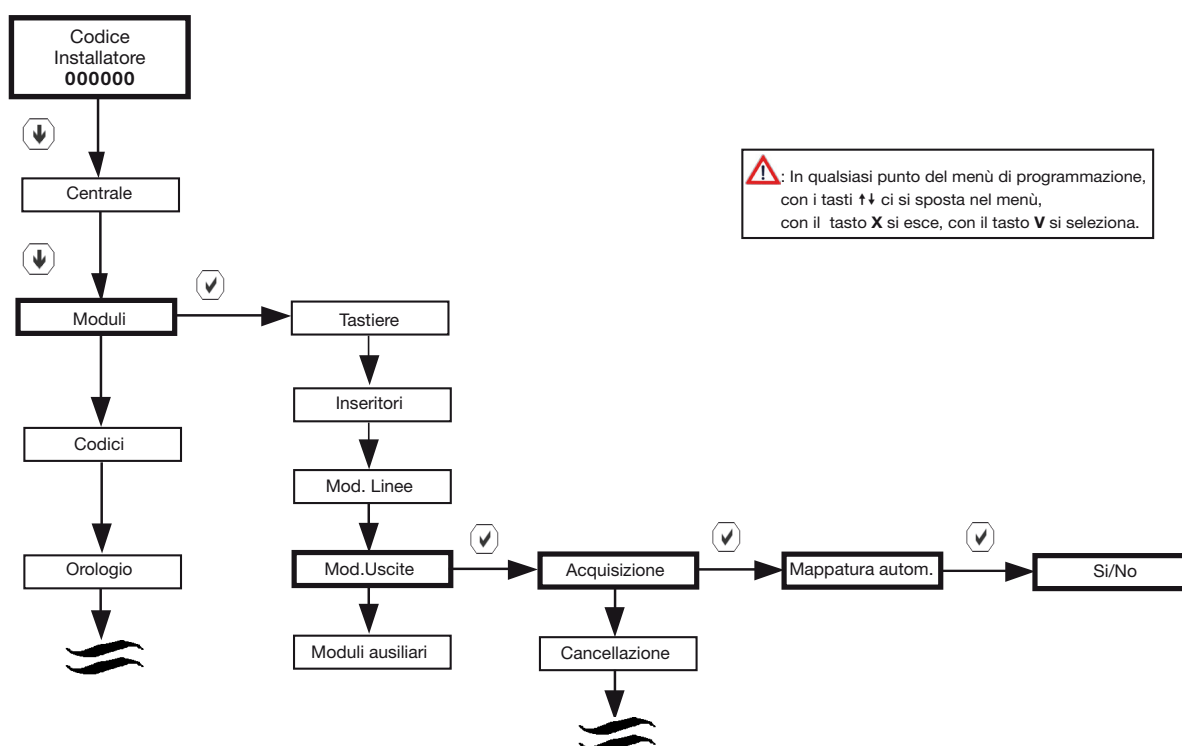 Codice
Installatore
000000
Centrale
: In qualsiasi punto del menù di programmazione,
con i tasti ↑↓ ci si sposta nel menù,
con il tasto X si esce, con il tasto V si seleziona.
Moduli
Tastiere
Inseritori
Codici
Mod. Linee
Orologio
Mod.Uscite
Acquisizione
Mappatura autom.
Si/No
Moduli ausiliari
Cancellazione